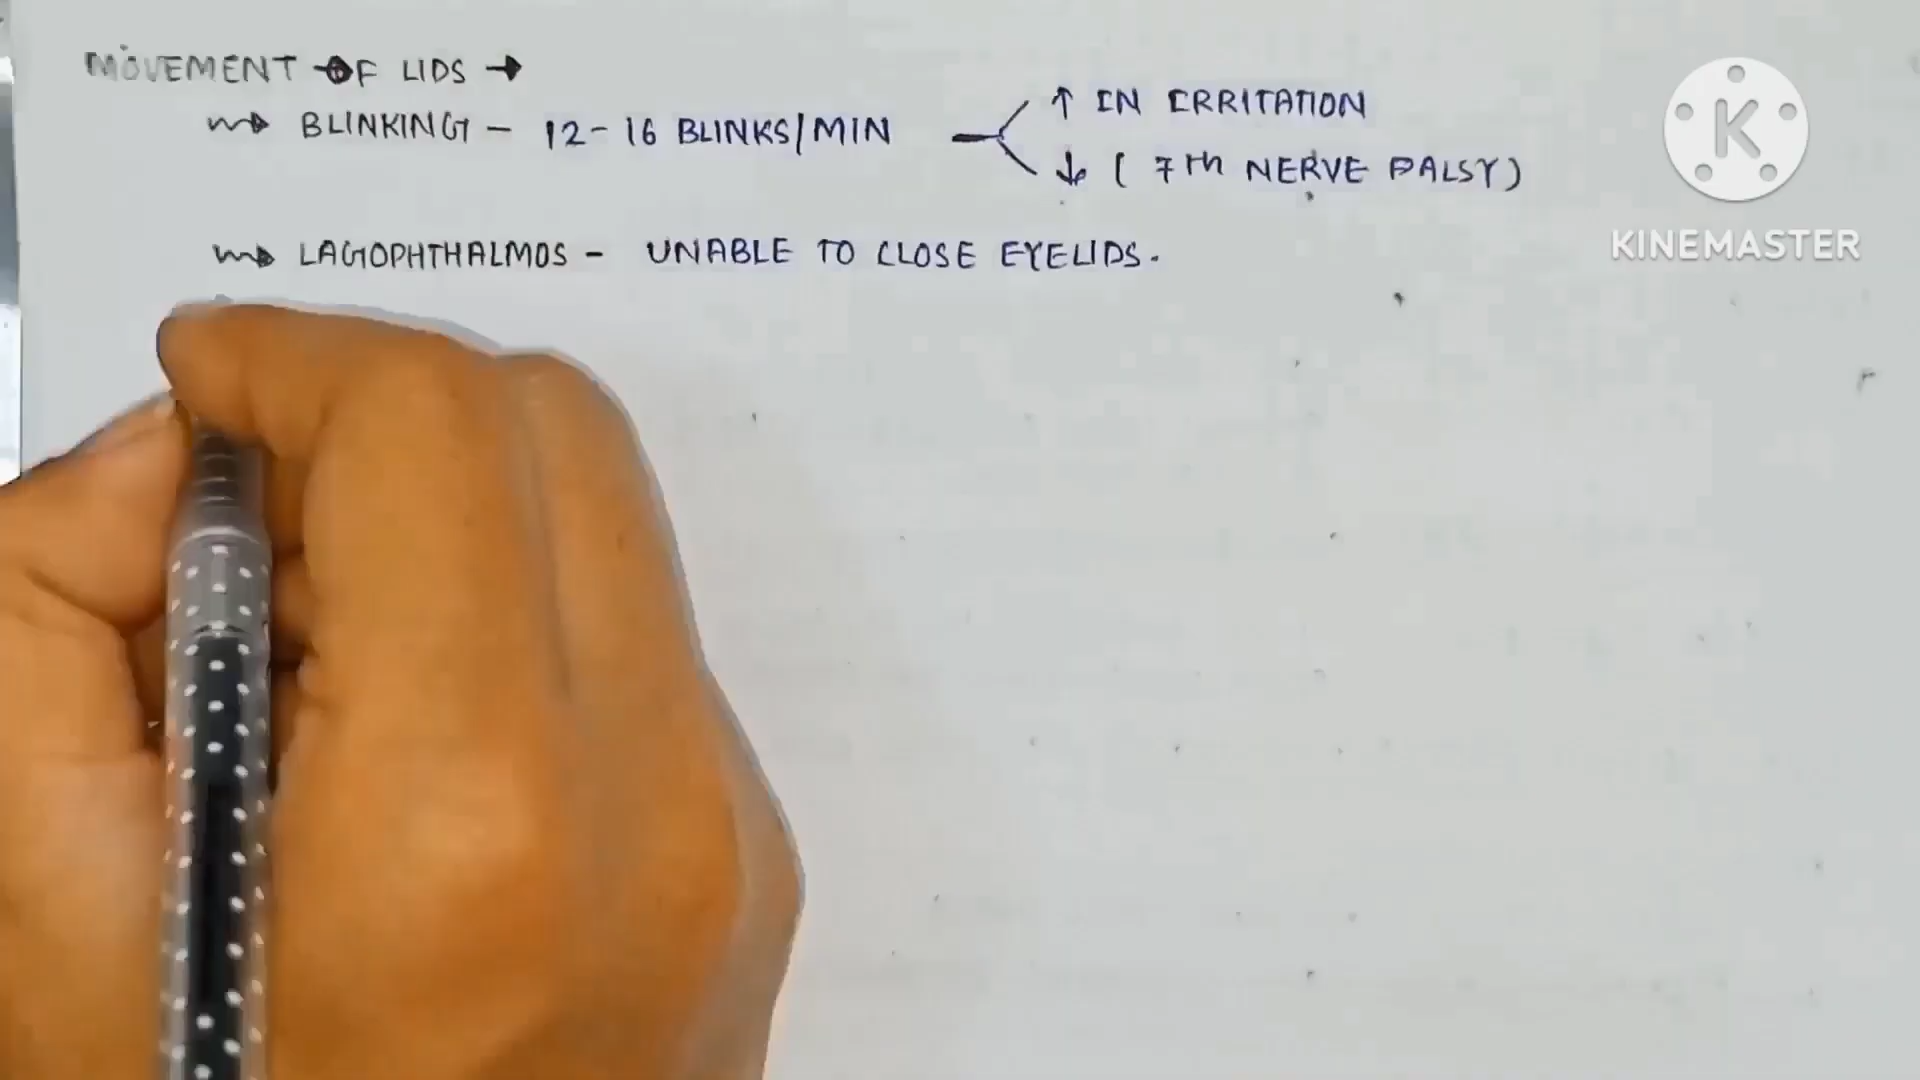 MOVEMENT OF LIDS →
BLINKING - 12-16 BLINKS/MIN
↑ IN IRRITATION
↓ ( 7th NERVE PALSY)
LAGOPHTHALMOS - UNABLE TO CLOSE EYELIDS.
K
KINEMASTER